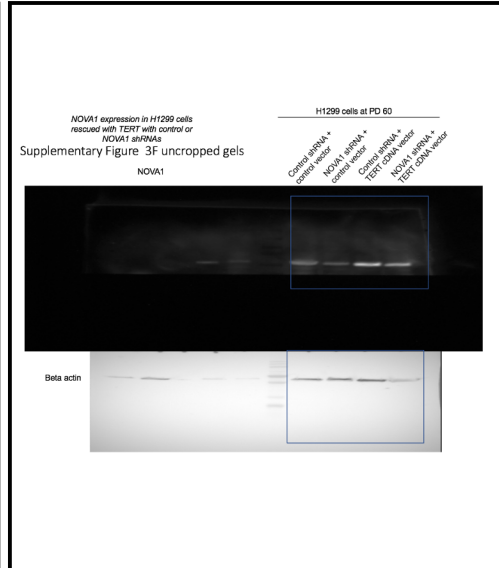 NOVA1 expression in H1299 cells
rescued with TERT with control or
NOVA1 shRNAs
Supplementary Figure 3F uncropped gels
NOVA1
H1299 cells at PD 60
Control shRNA +
control vector
NOVA1 shRNA +
control vector
Control shRNA +
TERT cDNA vector
NOVA1 shRNA +
TERT cDNA vector
Beta actin